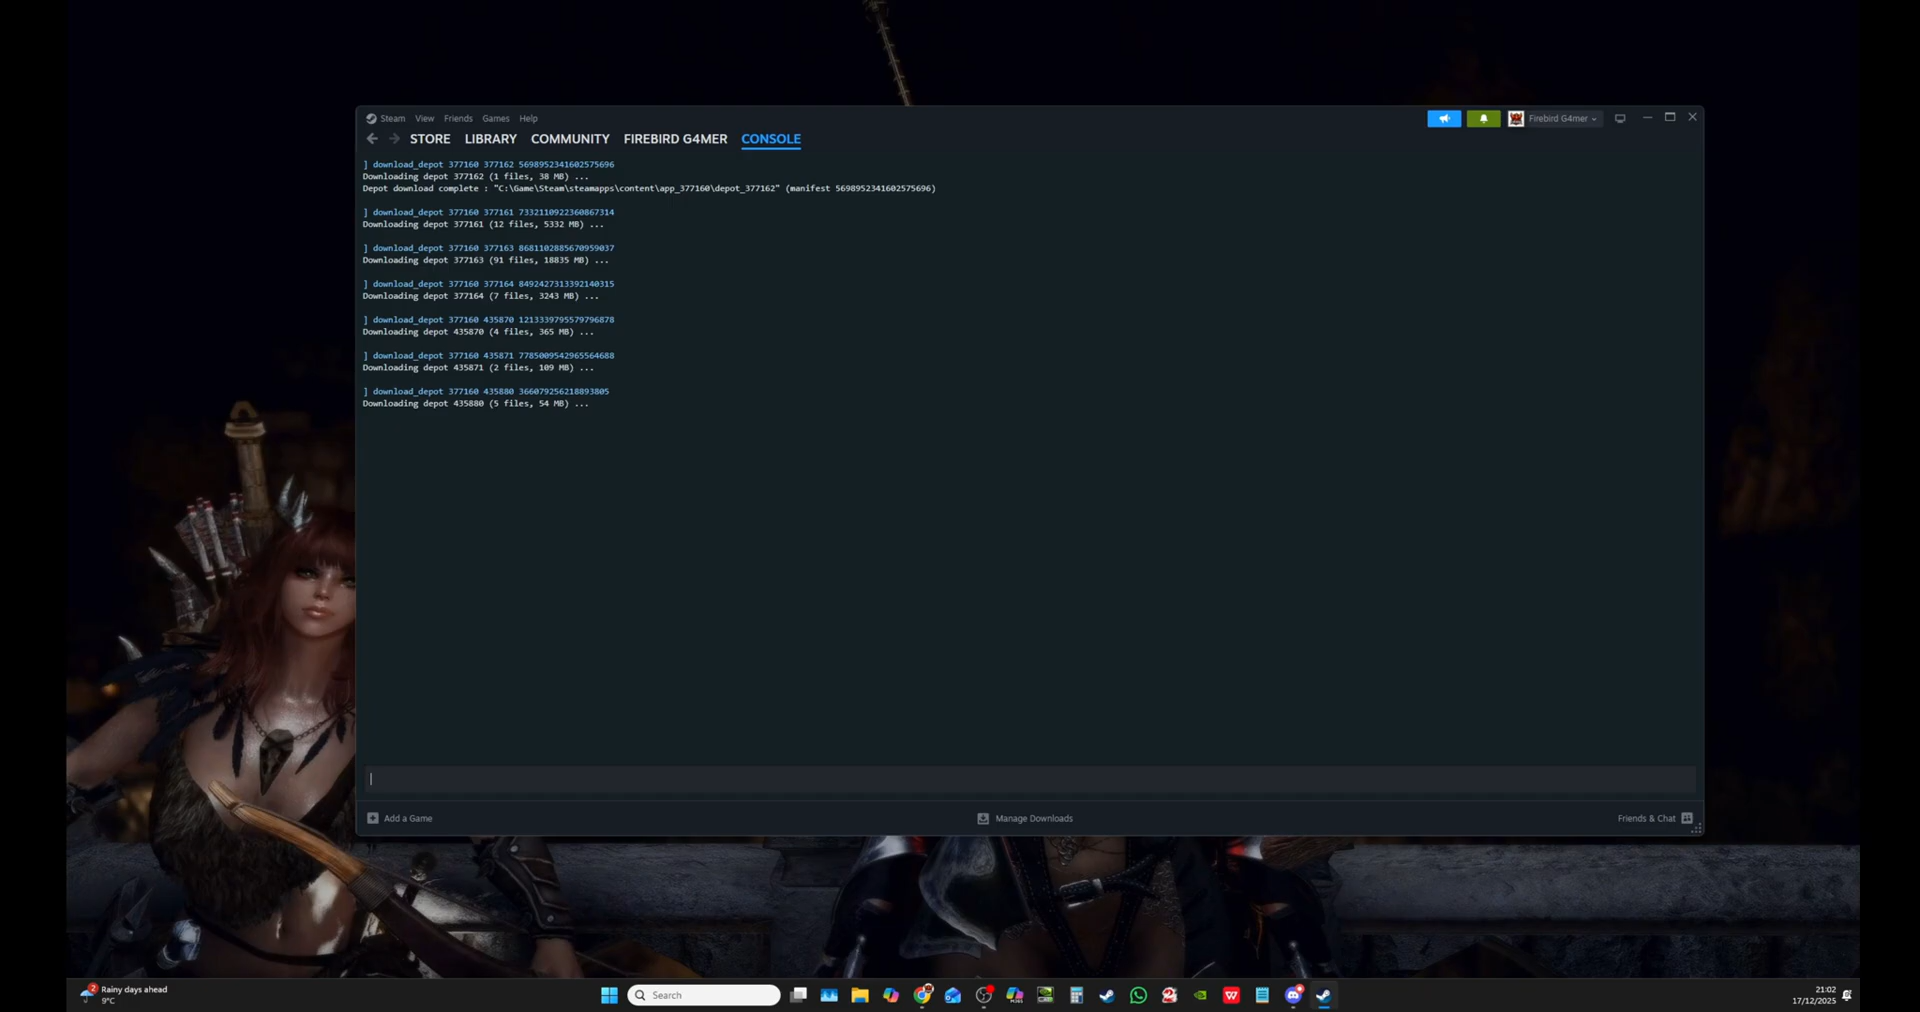 Steam View Friends Games Help
Firebird G4mer
STORE LIBRARY COMMUNITY FIREBIRD G4MER CONSOLE
] download_depot 377160 377162 5698952341602575696
Downloading depot 377162 (1 files, 38 MB) ...
Depot download complete : "C:\Game\Steam\steamapps\content\app_377160\depot_377162" (manifest 5698952341602575696)
] download_depot 377160 377161 7332110922360867314
Downloading depot 377161 (12 files, 5332 MB) ...
] download_depot 377160 377163 8681102885670959037
Downloading depot 377163 (91 files, 18835 MB) ...
] download_depot 377160 377164 8492427313392140315
Downloading depot 377164 (7 files, 3243 MB) ...
] download_depot 377160 435870 1213339795579796878
Downloading depot 435870 (4 files, 365 MB) ...
] download_depot 377160 435871 7785009542965564688
Downloading depot 435871 (2 files, 109 MB) ...
] download_depot 377160 435880 366079256218893805
Downloading depot 435880 (5 files, 54 MB) ...
Add a Game
Manage Downloads
Friends & Chat
2
Rainy days ahead
9°C
Search
21:02
17/12/2025